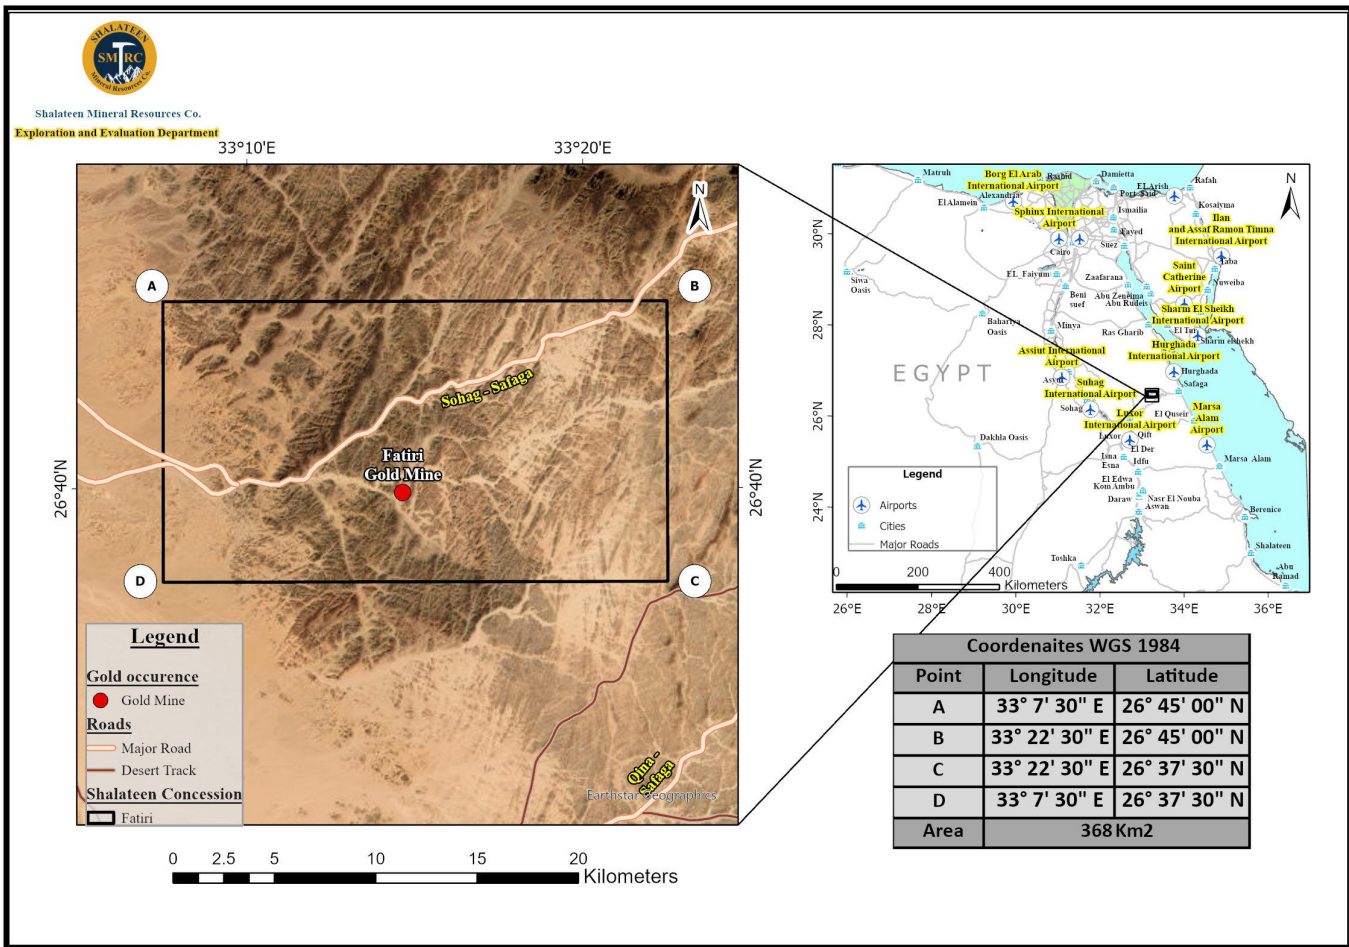 SHALATEEN
SM RC
Mineral Resources Co.
Shalateen Mineral Resources Co.
Exploration and Evaluation Department
33°10'E
33°20'E
N
A
B
Sohag - Safaga
Fatiri
Gold Mine
26°40'N
26°40'N
D
C
Legend
Gold occurence
Gold Mine
Roads
Major Road
Desert Track
Shalateen Concession
Fatiri
Qina -
Safaga
Earthstar Geographics
0
2.5
5
10
15
20
Kilometers
Matruh
Borg El Arab
International Airport
Rashid
Damietta
EL Arish
Rafah
N
Alexandria
El Alamein
Port Said
Kosaiyma
Sphinx International
Airport
Ismailia
Fayed
Ilan
and Assaf Ramon Timna
International Airport
30°N
Cairo
Suez
Taba
Siwa
Oasis
EL Faiyum
Zaafarana
Saint
Catherine
Airport
Nuweiba
Beni
suef
Abu Zeneima
Abu Rudeis
Sharm El Sheikh
International Airport
28°N
Bahariya
Oasis
Minya
Ras Gharib
El Tur
Sharm elshekh
Assiut International
Airport
Hurghada
International Airport
EGYPT
Asyut
Suhag
International Airport
Hurghada
Safaga
26°N
Sohag
Luxor
International Airport
El Quseir
Marsa
Alam
Airport
Dakhla Oasis
Luxor
Qift
El Der
Isna
Esna
Idfu
Marsa Alam
Legend
Airports
Cities
Major Roads
El Edwa
Kom Ambu
Daraw
Nasr El Nouba
Aswan
24°N
Berenice
Toshka
Shalateen
Abu
Ramad
0
200
400
Kilometers
26°E
28°E
30°E
32°E
34°E
36°E
Coordenaites WGS 1984
Point Longitude Latitude
A 33° 7' 30" E 26° 45' 00" N
B 33° 22' 30" E 26° 45' 00" N
C 33° 22' 30" E 26° 37' 30" N
D 33° 7' 30" E 26° 37' 30" N
Area 368 Km2